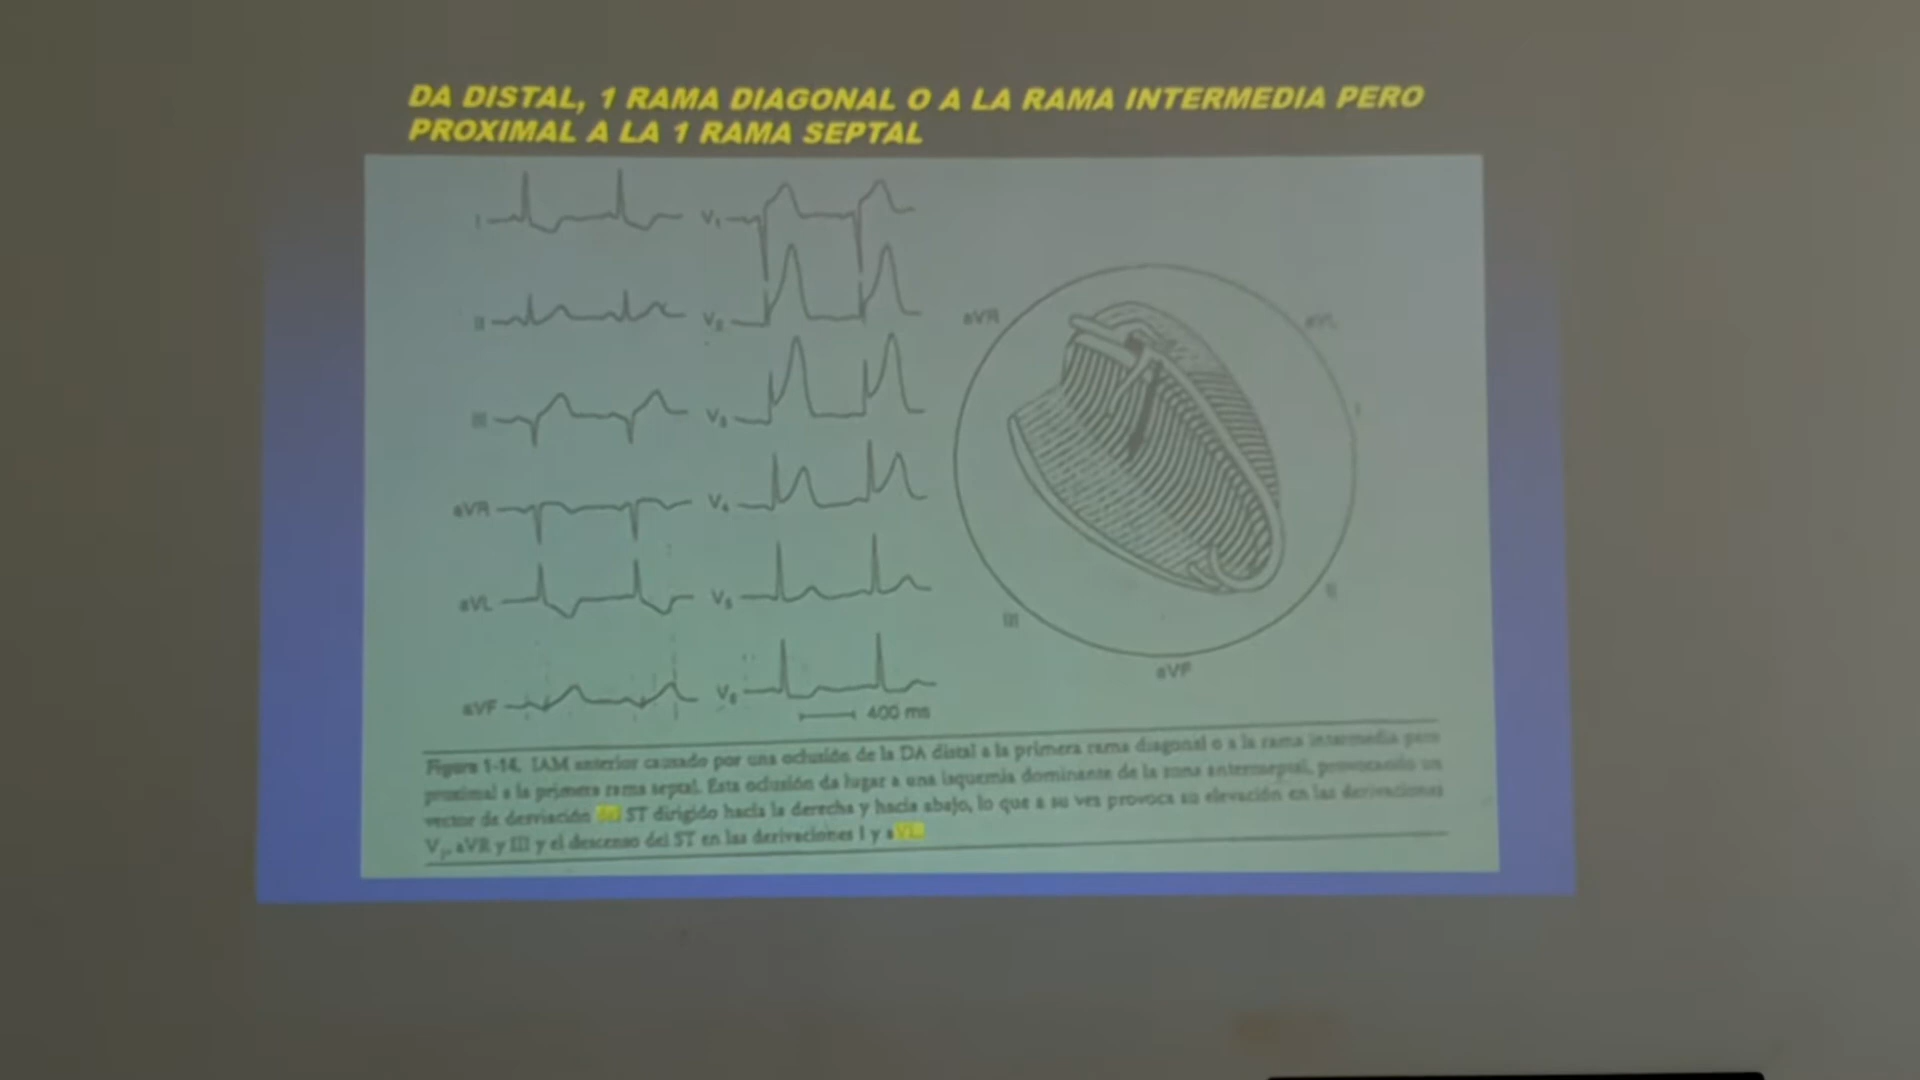 DA DISTAL, 1 RAMA DIAGONAL O A LA RAMA INTERMEDIA PERO
PROXIMAL A LA 1 RAMA SEPTAL
I
II
III
aVR
aVL
aVF
V₁
V₂
V₃
V₄
V₅
V₆
400 ms
aVR
aVL
I
II
aVF
III
Figura 1-14. IAM anterior causado por una oclusión de la DA distal a la primera rama diagonal o a la rama intermedia pero
proximal a la primera rama septal. Esta oclusión da lugar a una isquemia dominante de la zona anteroseptal, provocando un
vector de desviación ST dirigido hacia la derecha y hacia abajo, lo que a su vez provoca su elevación en las derivaciones
V₁, aVR y III y el descenso del ST en las derivaciones I y aVL.